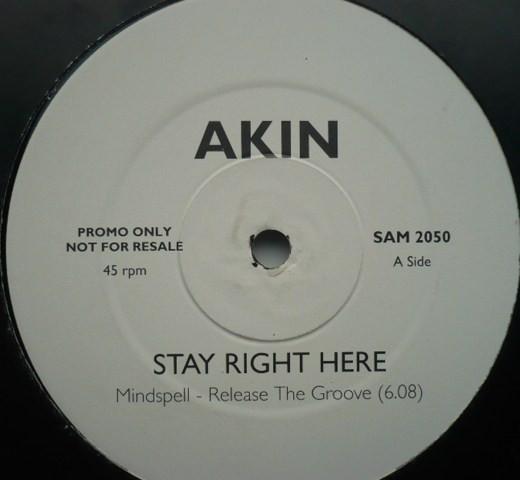 AKIN
PROMO ONLY
NOT FOR RESALE
45 rpm
SAM 2050
A Side
STAY RIGHT HERE
Mindspell - Release The Groove (6.08)